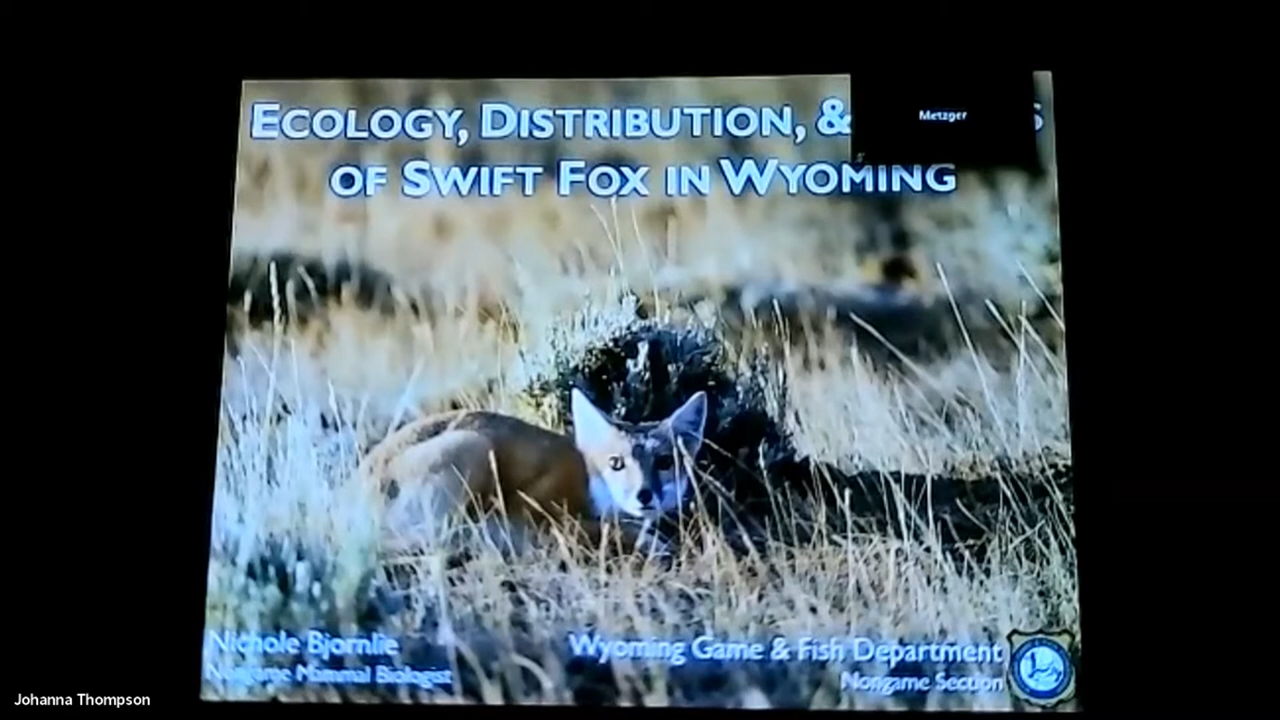 ECOLOGY, DISTRIBUTION, & S
Metzger
OF SWIFT FOX IN WYOMING
Nichole Bjornlie
Wyoming Game & Fish Department
Nongame Mammal Biologist
Nongame Section
Johanna Thompson